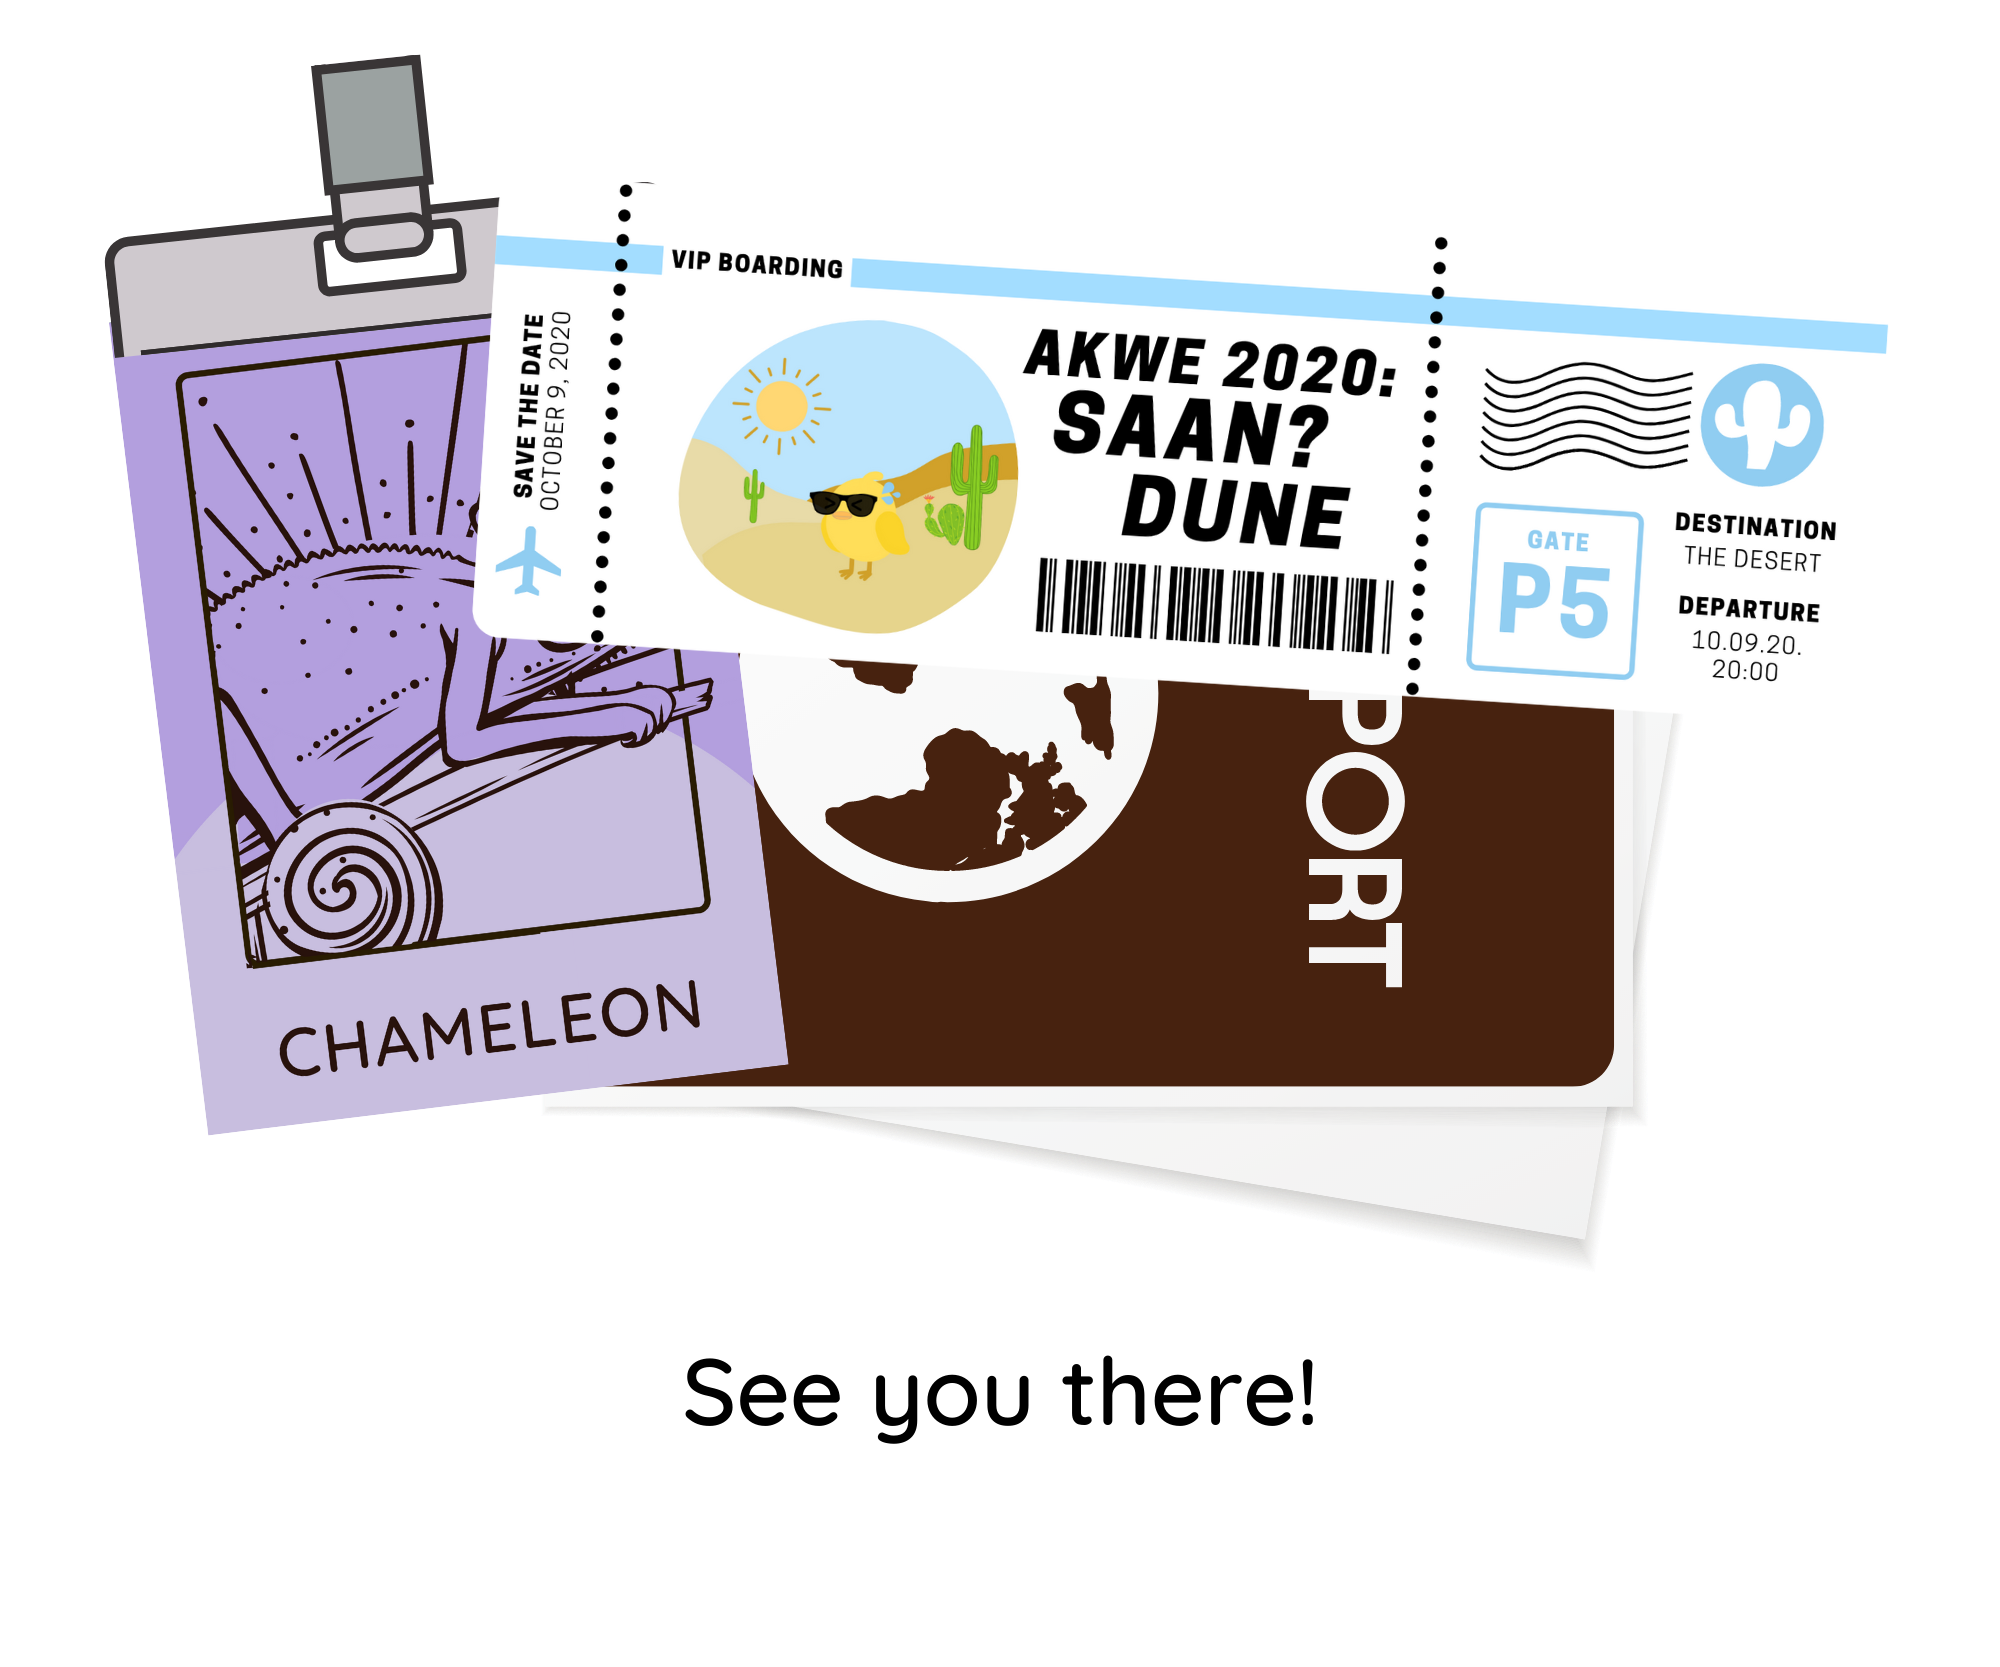 VIP BOARDING
SAVE THE DATE
OCTOBER 9, 2020
AKWE 2020:
SAAN?
DUNE
GATE
P5
DESTINATION
THE DESERT
DEPARTURE
10.09.20.
20:00
PORT
CHAMELEON
See you there!